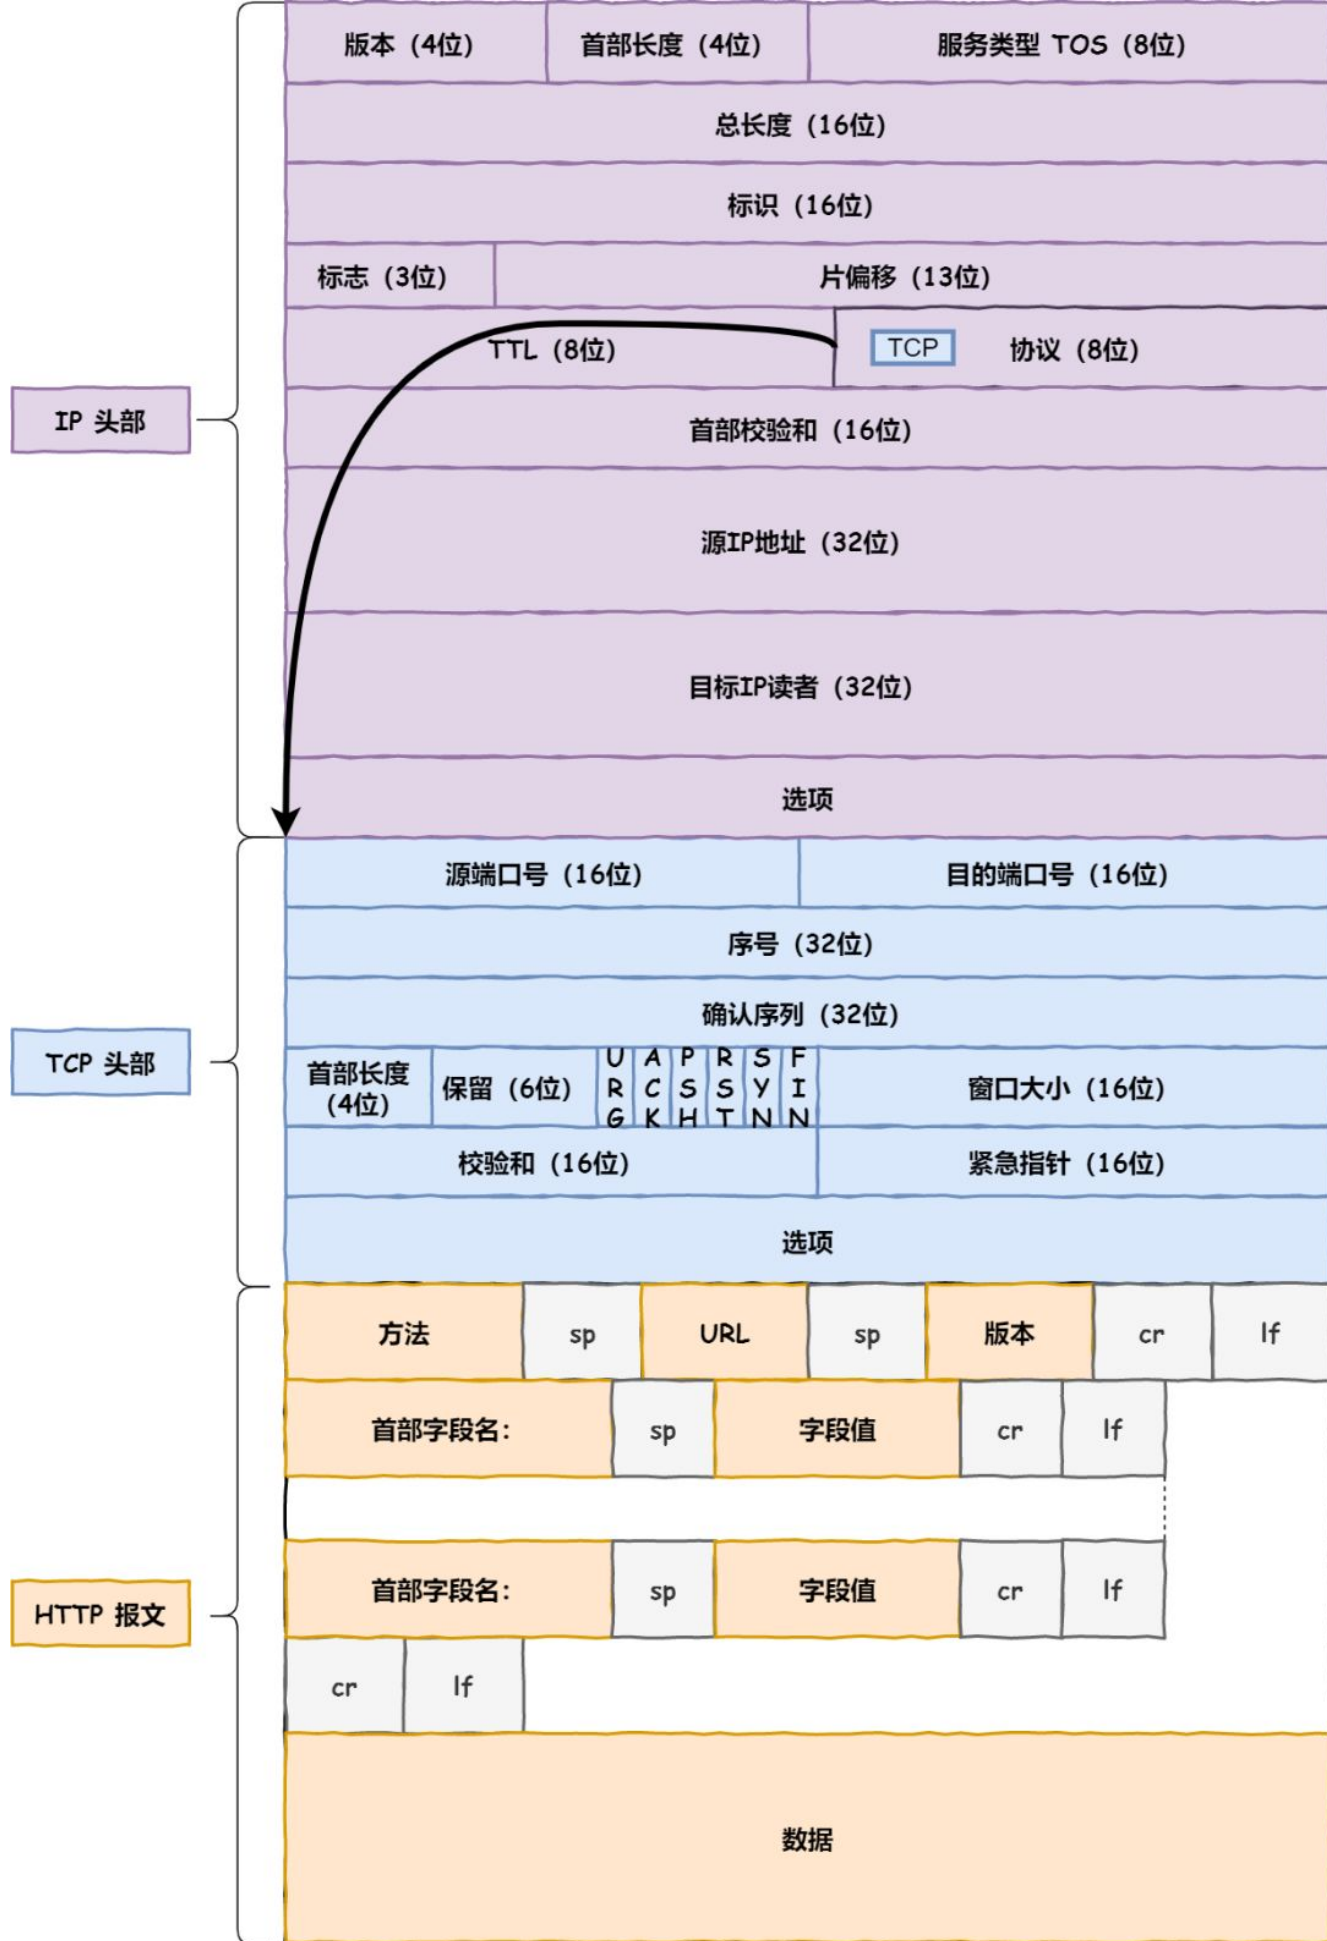 版本 (4位) 首部长度 (4位) 服务类型 TOS (8位)
总长度 (16位)
标识 (16位)
标志 (3位) 片偏移 (13位)
TTL (8位) TCP 协议 (8位)
IP 头部
首部校验和 (16位)
源IP地址 (32位)
目标IP读者 (32位)
选项
源端口号 (16位) 目的端口号 (16位)
序号 (32位)
确认序列 (32位)
TCP 头部
首部长度
(4位)
保留 (6位)
URG
ACK
PSH
RST
SYN
FIN
窗口大小 (16位)
校验和 (16位) 紧急指针 (16位)
选项
方法 sp URL sp 版本 cr lf
首部字段名: sp 字段值 cr lf
首部字段名: sp 字段值 cr lf
HTTP 报文
cr lf
数据